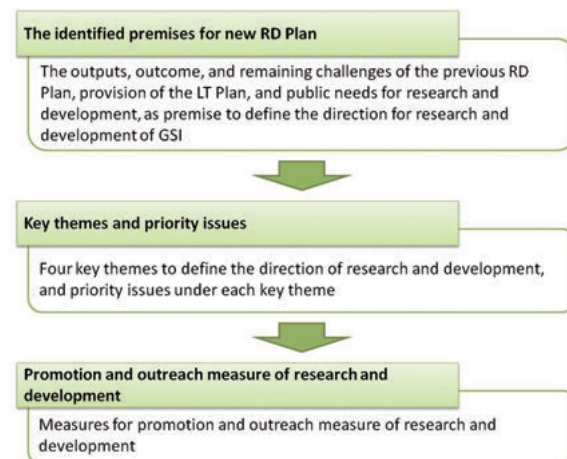 The identified premises for new RD Plan
The outputs, outcome, and remaining challenges of the previous RD
Plan, provision of the LT Plan, and public needs for research and
development, as premise to define the direction for research and
development of GSI
Key themes and priority issues
Four key themes to define the direction of research and development,
and priority issues under each key theme
Promotion and outreach measure of research and
development
Measures for promotion and outreach measure of research and
development